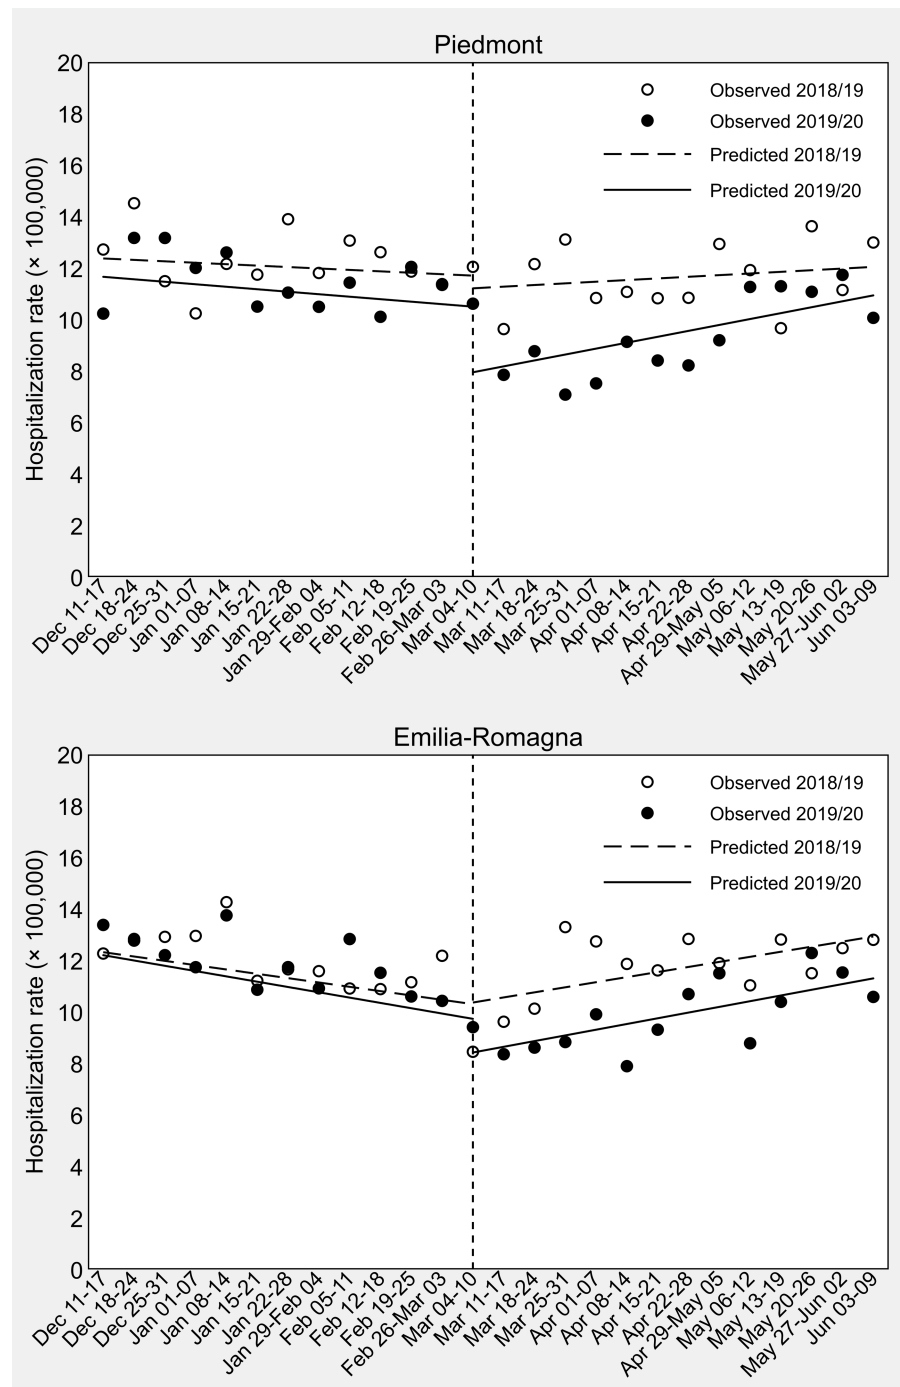 Piedmont
20
18
16
14
12
10
8
6
4
2
0
Hospitalization rate (× 100,000)
Observed 2018/19
Observed 2019/20
Predicted 2018/19
Predicted 2019/20
Dec 11-17
Dec 18-24
Dec 25-31
Jan 01-07
Jan 08-14
Jan 15-21
Jan 22-28
Jan 29-Feb 04
Feb 05-11
Feb 12-18
Feb 19-25
Feb 26-Mar 03
Mar 04-10
Mar 11-17
Mar 18-24
Mar 25-31
Apr 01-07
Apr 08-14
Apr 15-21
Apr 22-28
Apr 29-May 05
May 06-12
May 13-19
May 20-26
May 27-Jun 02
Jun 03-09
Emilia-Romagna
20
18
16
14
12
10
8
6
4
2
0
Hospitalization rate (× 100,000)
Observed 2018/19
Observed 2019/20
Predicted 2018/19
Predicted 2019/20
Dec 11-17
Dec 18-24
Dec 25-31
Jan 01-07
Jan 08-14
Jan 15-21
Jan 22-28
Jan 29-Feb 04
Feb 05-11
Feb 12-18
Feb 19-25
Feb 26-Mar 03
Mar 04-10
Mar 11-17
Mar 18-24
Mar 25-31
Apr 01-07
Apr 08-14
Apr 15-21
Apr 22-28
Apr 29-May 05
May 06-12
May 13-19
May 20-26
May 27-Jun 02
Jun 03-09